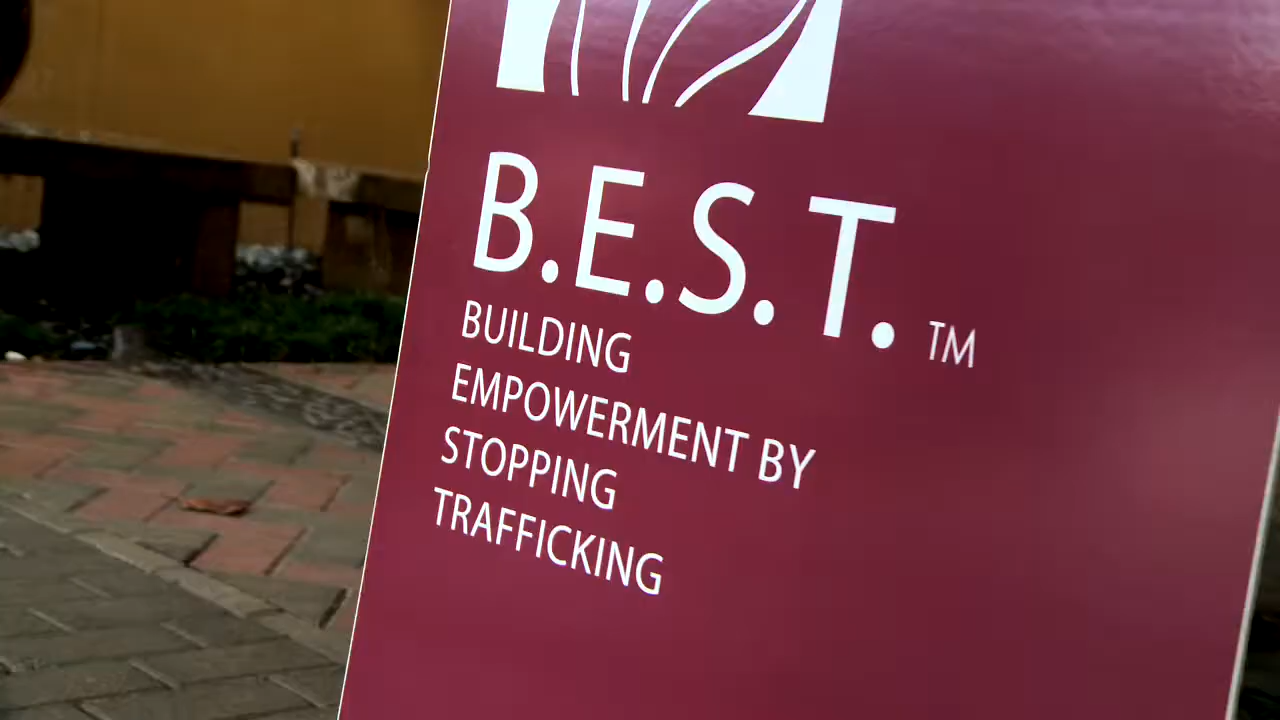 B.E.S.T. TM
BUILDING
EMPOWERMENT BY
STOPPING
TRAFFICKING